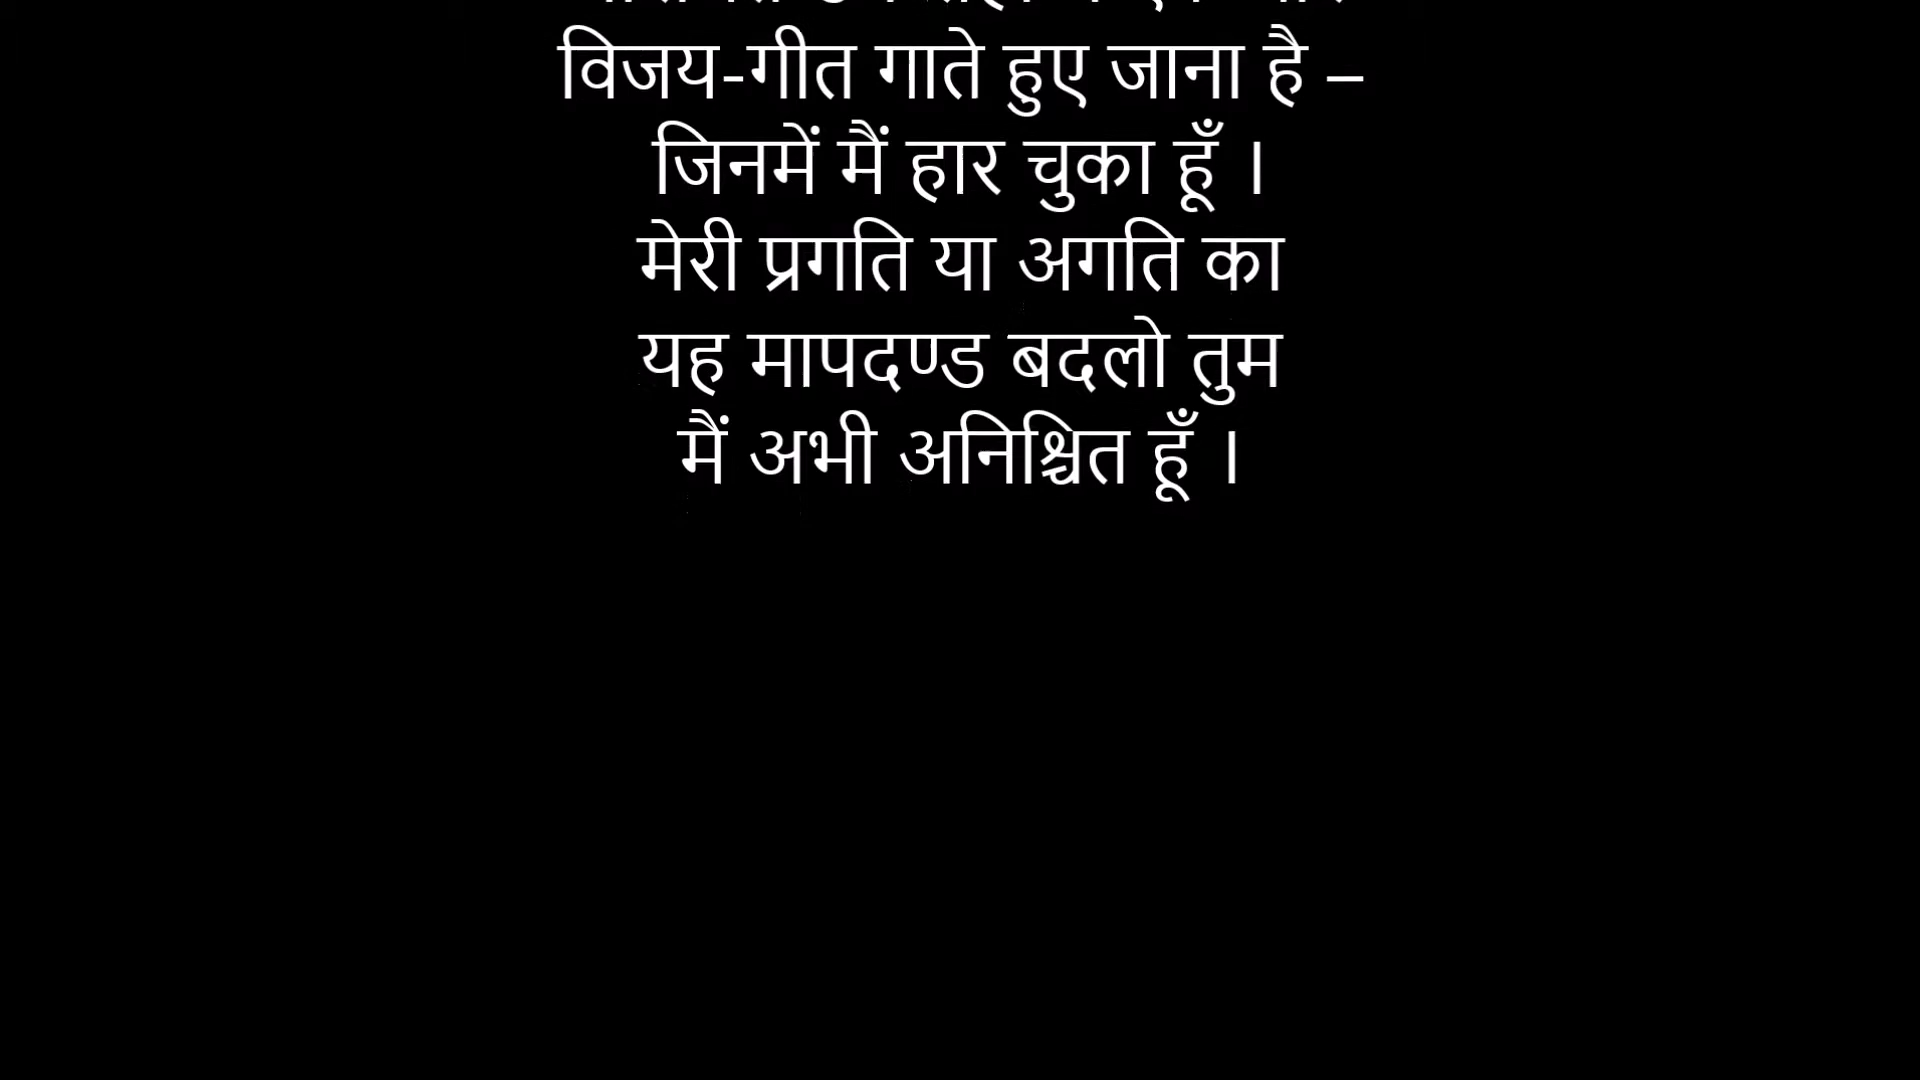 विजय-गीत गाते हुए जाना है –
जिनमें मैं हार चुका हूँ ।
मेरी प्रगति या अगति का
यह मापदण्ड बदलो तुम
मैं अभी अनिश्चित हूँ ।